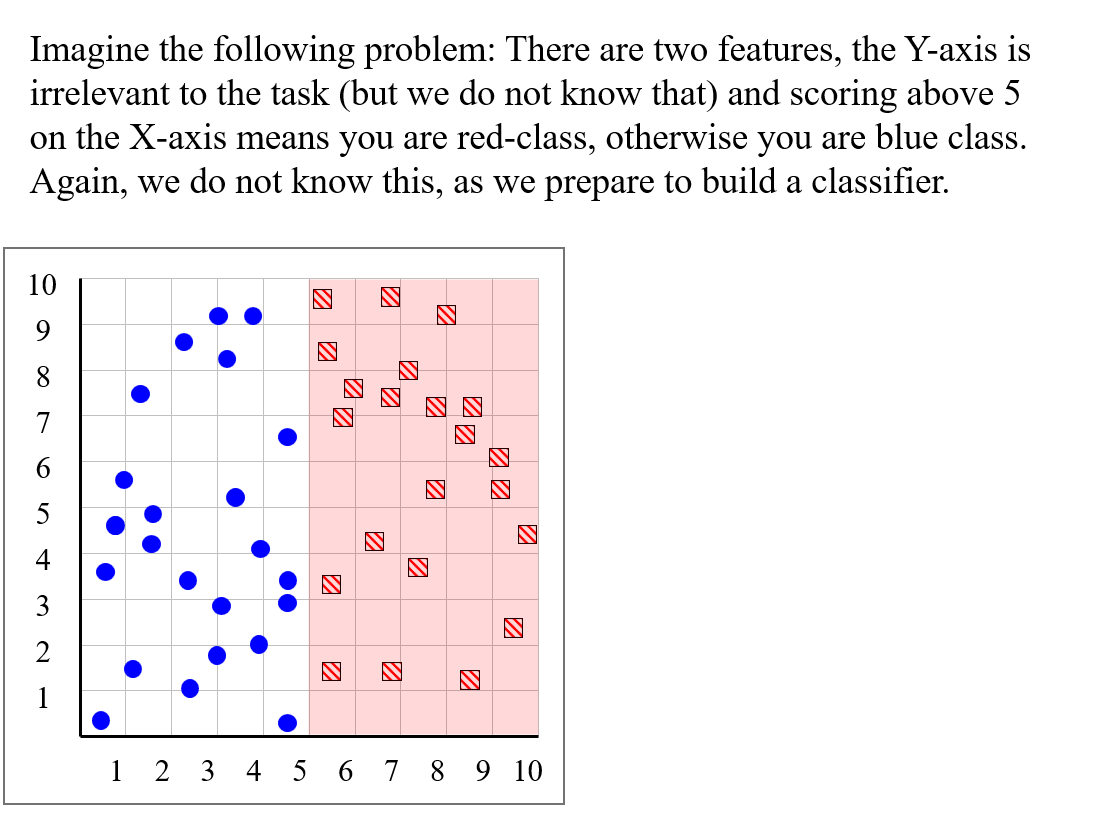 Imagine the following problem: There are two features, the Y-axis is
irrelevant to the task (but we do not know that) and scoring above 5
on the X-axis means you are red-class, otherwise you are blue class.
Again, we do not know this, as we prepare to build a classifier.
10
9
8
7
6
5
4
3
2
1
1 2 3 4 5 6 7 8 9 10